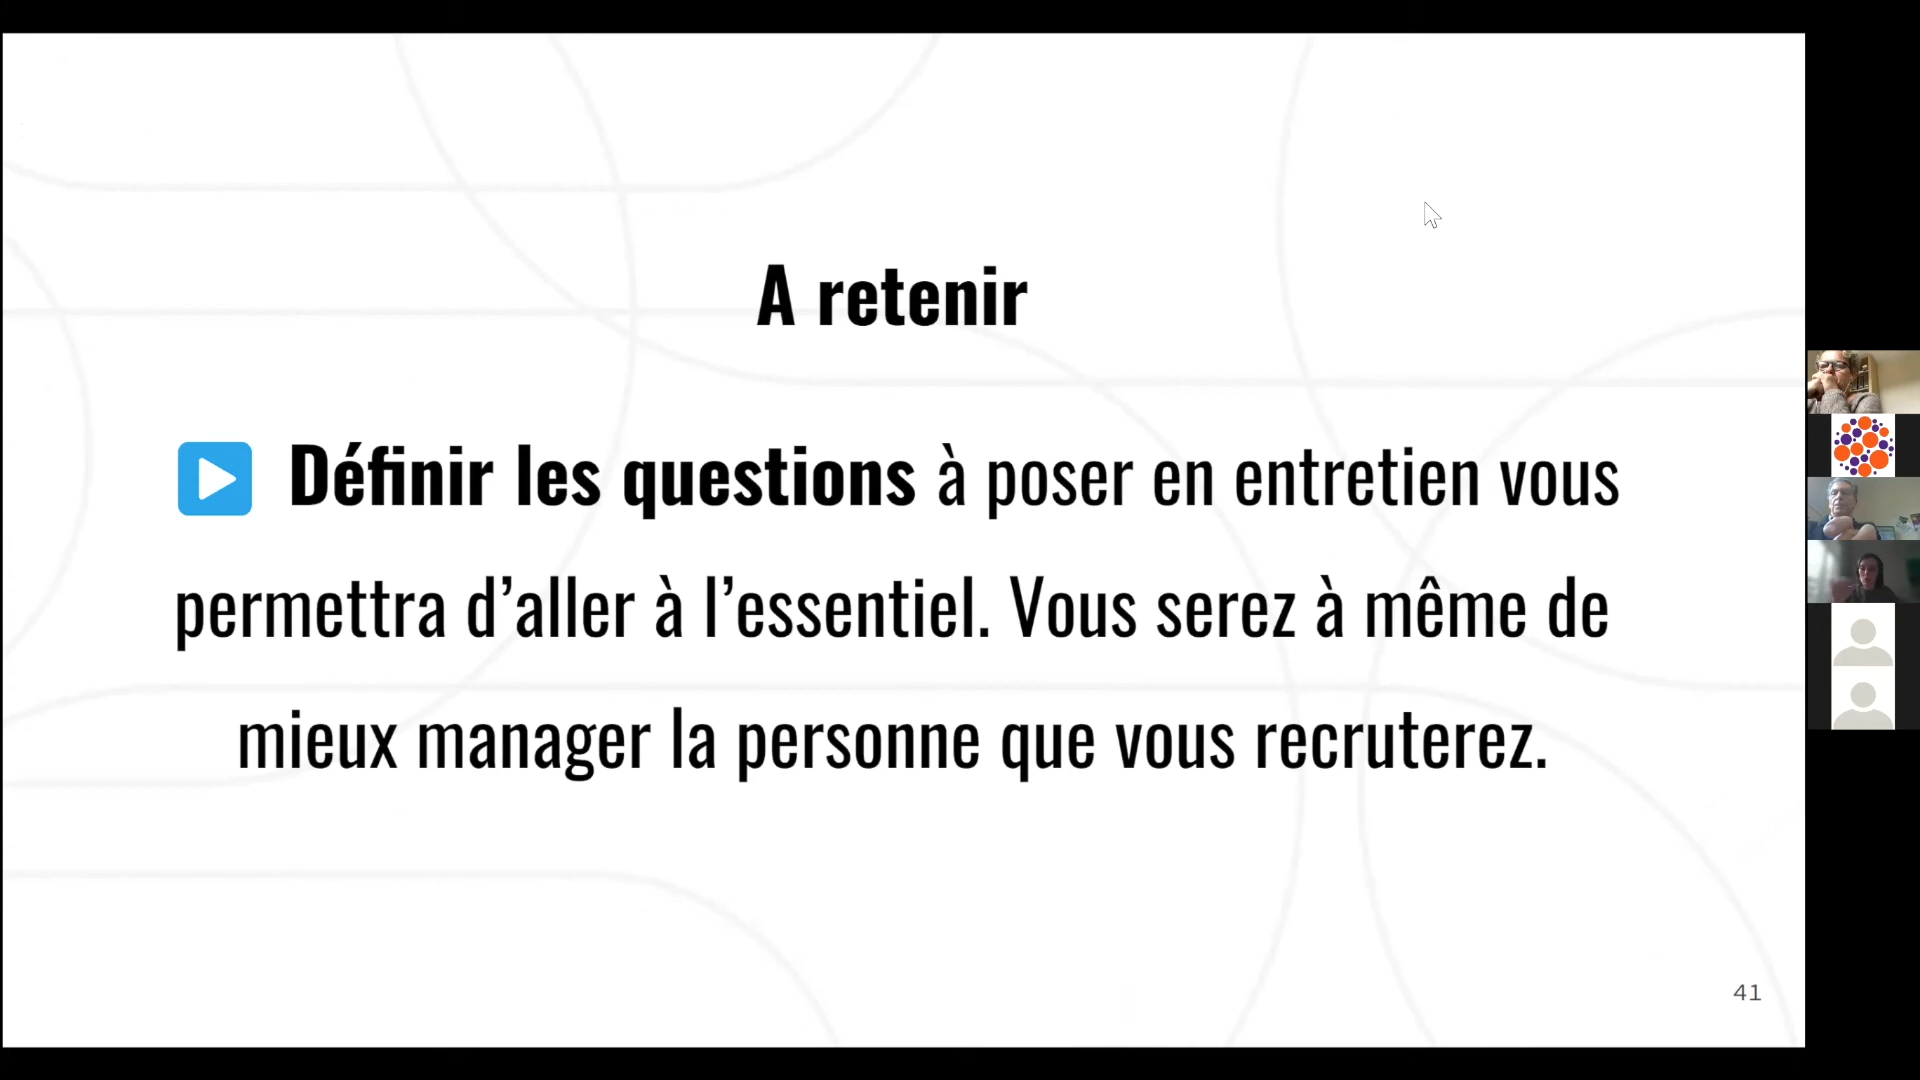 A retenir
Définir les questions à poser en entretien vous
permettra d’aller à l’essentiel. Vous serez à même de
mieux manager la personne que vous recruterez.
41